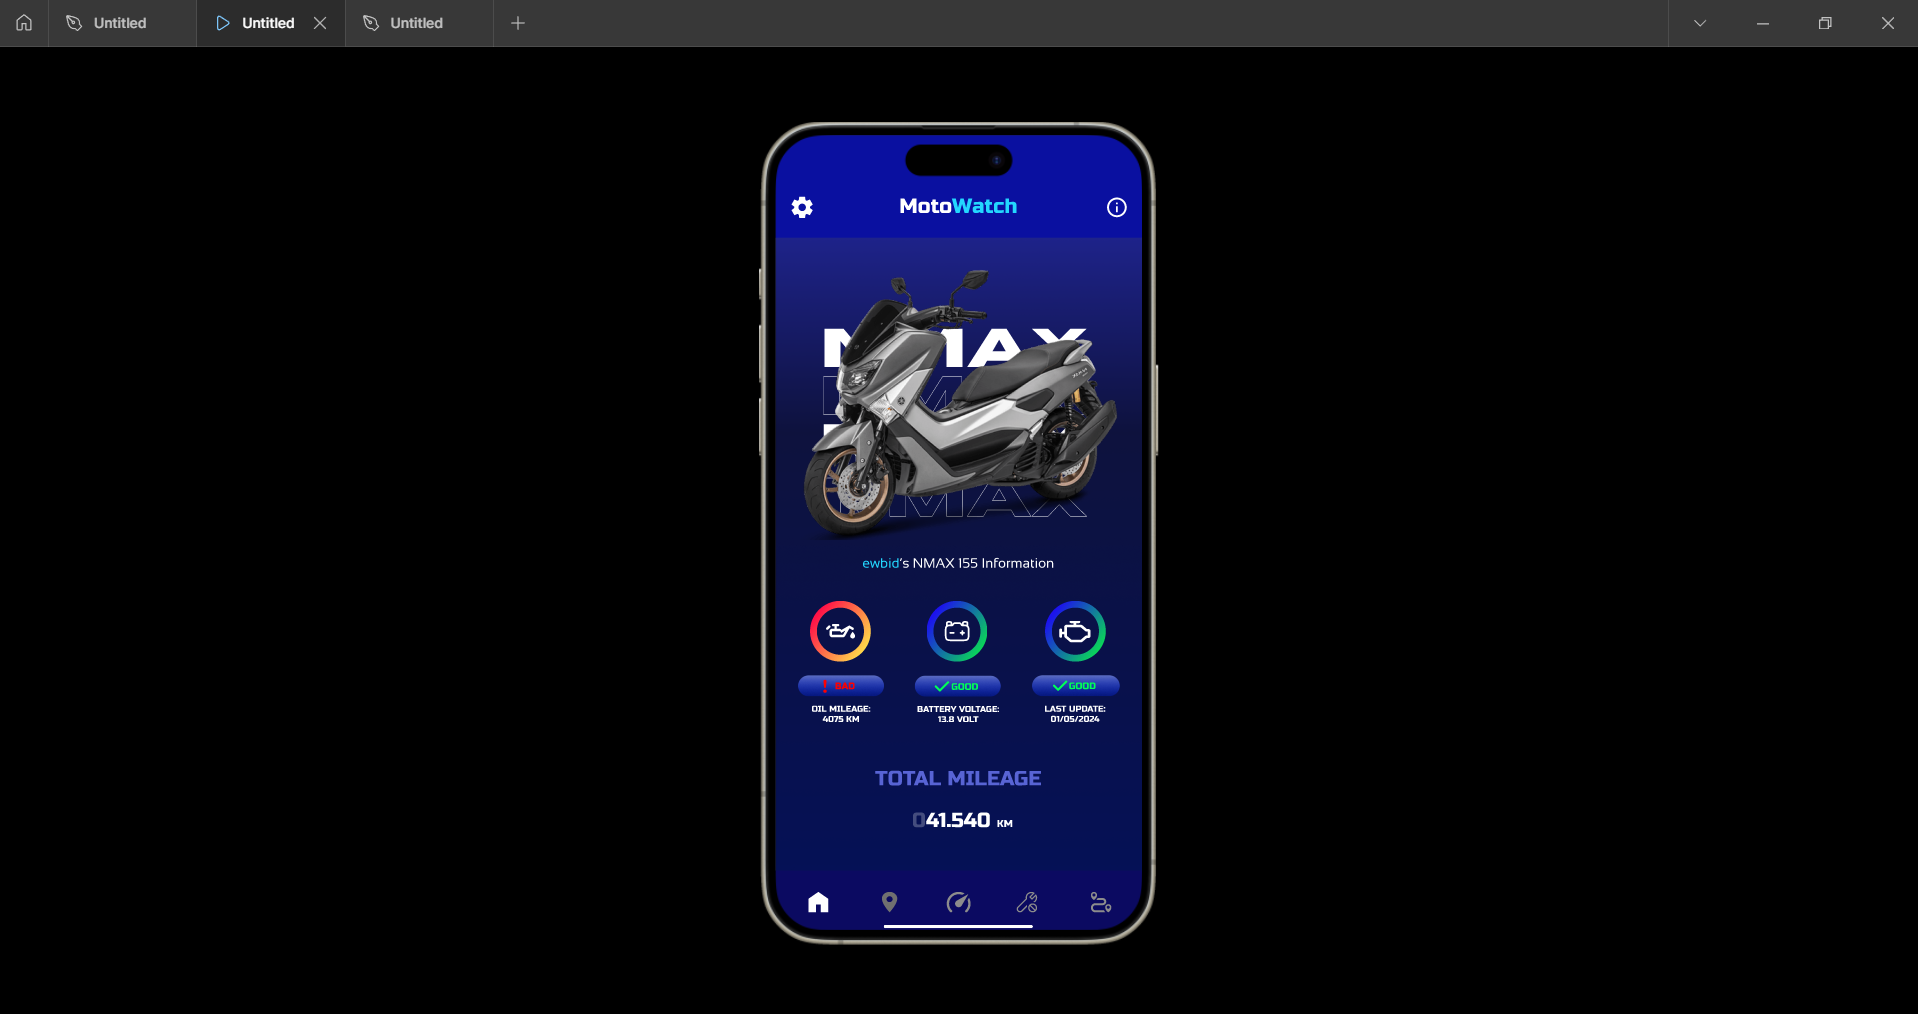 Untitled
Untitled
Untitled
MotoWatch
NMAX
NMAX
ewbid's NMAX 155 Information
! BAD
GOOD
GOOD
OIL MILEAGE:
4075 KM
BATTERY VOLTAGE:
13.8 VOLT
LAST UPDATE:
01/05/2024
TOTAL MILEAGE
041.540 KM